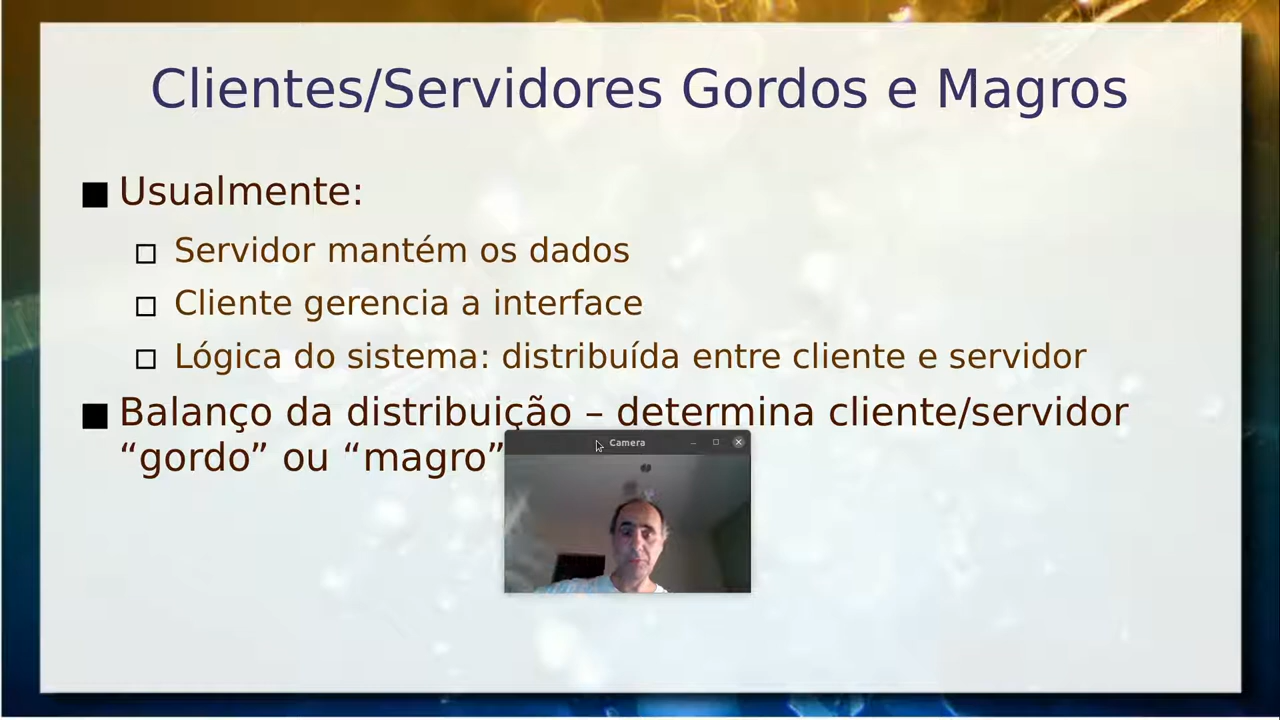 Clientes/Servidores Gordos e Magros
Usualmente:
Servidor mantém os dados
Cliente gerencia a interface
Lógica do sistema: distribuída entre cliente e servidor
Balanço da distribuição – determina cliente/servidor
“gordo” ou “magro”
Camera